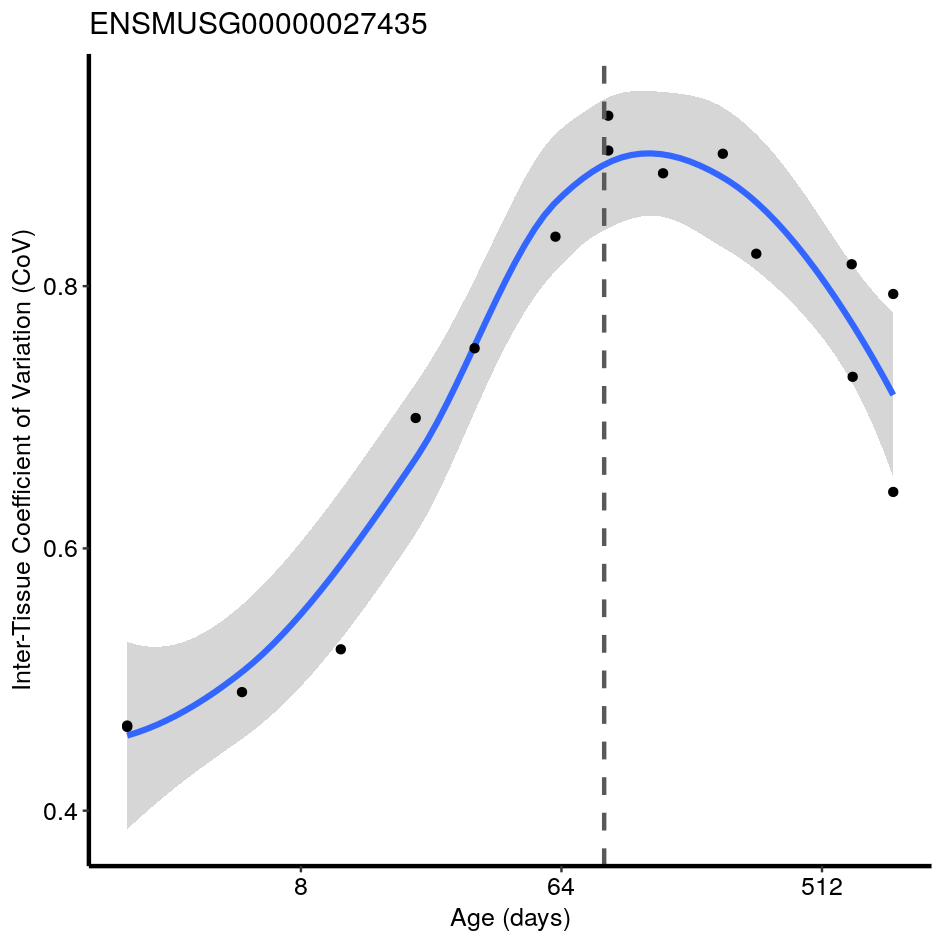 ENSMUSG00000027435
Inter-Tissue Coefficient of Variation (CoV)
0.8
0.6
0.4
8
64
512
Age (days)